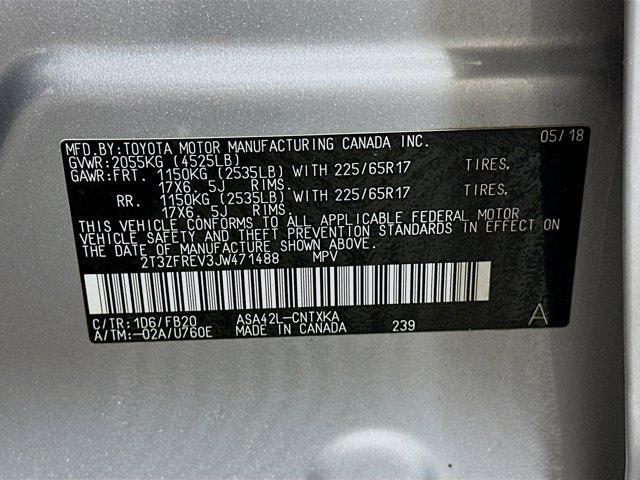 MFD.BY:TOYOTA MOTOR MANUFACTURING CANADA INC. 05/18
GVWR:2055KG (4525LB)
GAWR:FRT. 1150KG (2535LB) WITH 225/65R17 TIRES,
17X6. 5J RIMS.
RR. 1150KG (2535LB) WITH 225/65R17 TIRES,
17X6. 5J RIMS.
THIS VEHICLE CONFORMS TO ALL APPLICABLE FEDERAL MOTOR
VEHICLE SAFETY AND THEFT PREVENTION STANDARDS IN EFFECT ON
THE DATE OF MANUFACTURE SHOWN ABOVE.
2T3ZFREV3JW471488 MPV
C/TR:1D6/FB20 ASA42L-CNTXKA
A/TM:-02A/U760E MADE IN CANADA 239 A